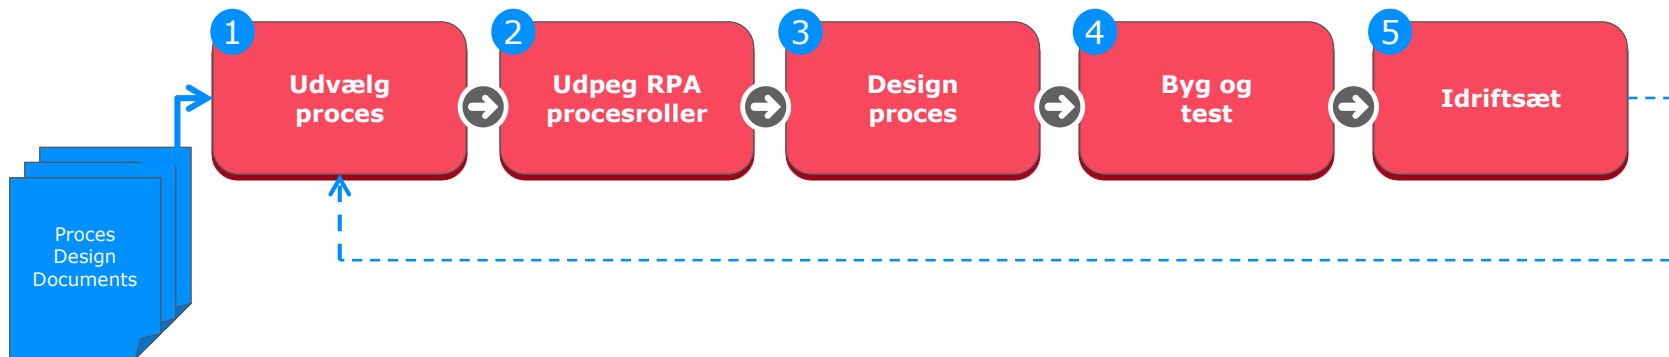 1
Udvælg
proces
2
Udpeg RPA
procesroller
3
Design
proces
4
Byg og
test
5
Idriftsæt
Proces
Design
Documents